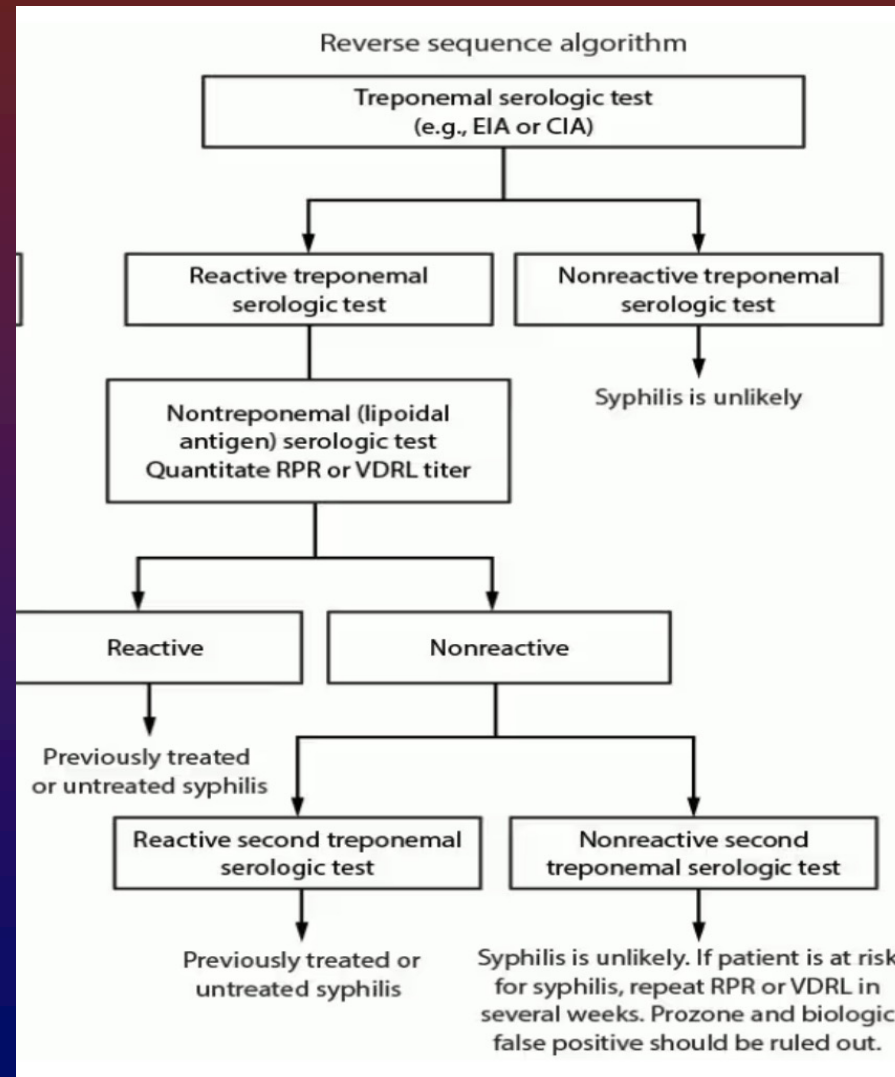 Reverse sequence algorithm
Treponemal serologic test
(e.g., EIA or CIA)
Reactive treponemal
serologic test
Nonreactive treponemal
serologic test
Nontreponemal (lipoidal
antigen) serologic test
Quantitate RPR or VDRL titer
Syphilis is unlikely
Reactive
Nonreactive
Previously treated
or untreated syphilis
Reactive second treponemal
serologic test
Nonreactive second
treponemal serologic test
Previously treated or
untreated syphilis
Syphilis is unlikely. If patient is at risk
for syphilis, repeat RPR or VDRL in
several weeks. Prozone and biologic
false positive should be ruled out.